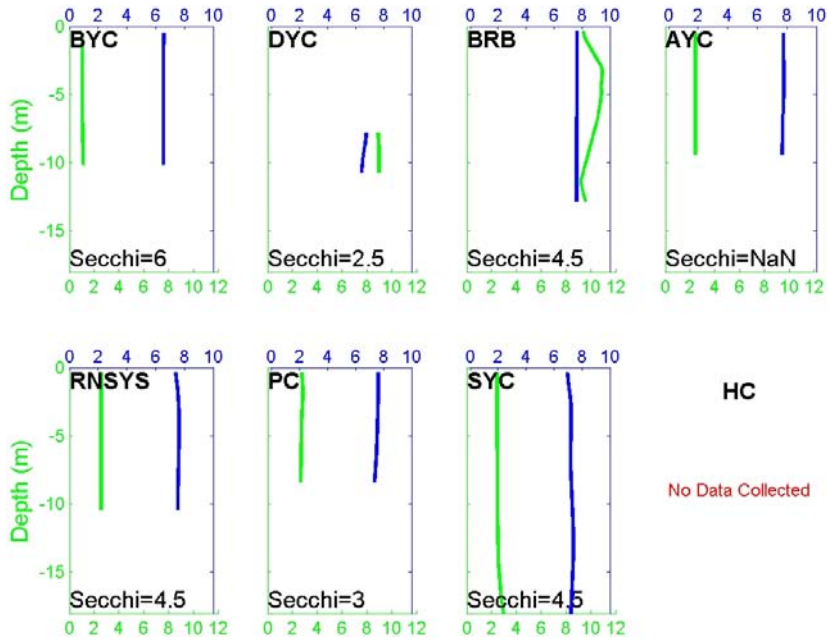 0 2 4 6 8 10 0 2 4 6 8 10 0 2 4 6 8 10 0 2 4 6 8 10
0 BYC DYC BRB AYC
-5
-10
-15
Depth (m)
Secchi=6 Secchi=2.5 Secchi=4.5 Secchi=NaN
0 2 4 6 8 10 12 0 2 4 6 8 10 12 0 2 4 6 8 10 12 0 2 4 6 8 10 12
0 2 4 6 8 10 0 2 4 6 8 10 0 2 4 6 8 10
0 RNSYS PC SYC HC
-5
-10
-15
Depth (m)
No Data Collected
Secchi=4.5 Secchi=3 Secchi=4.5
0 2 4 6 8 10 12 0 2 4 6 8 10 12 0 2 4 6 8 10 12